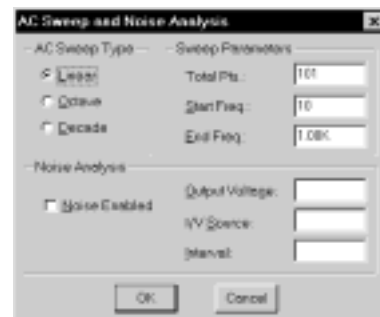 AC Sweep and Noise Analysis
AC Sweep Type
Linear
Octave
Decade
Sweep Parameters
Total Pts.:
101
Start Freq.:
10
End Freq.:
1.00K
Noise Analysis
Noise Enabled
Output Voltage:
I/V Source:
Interval:
OK
Cancel